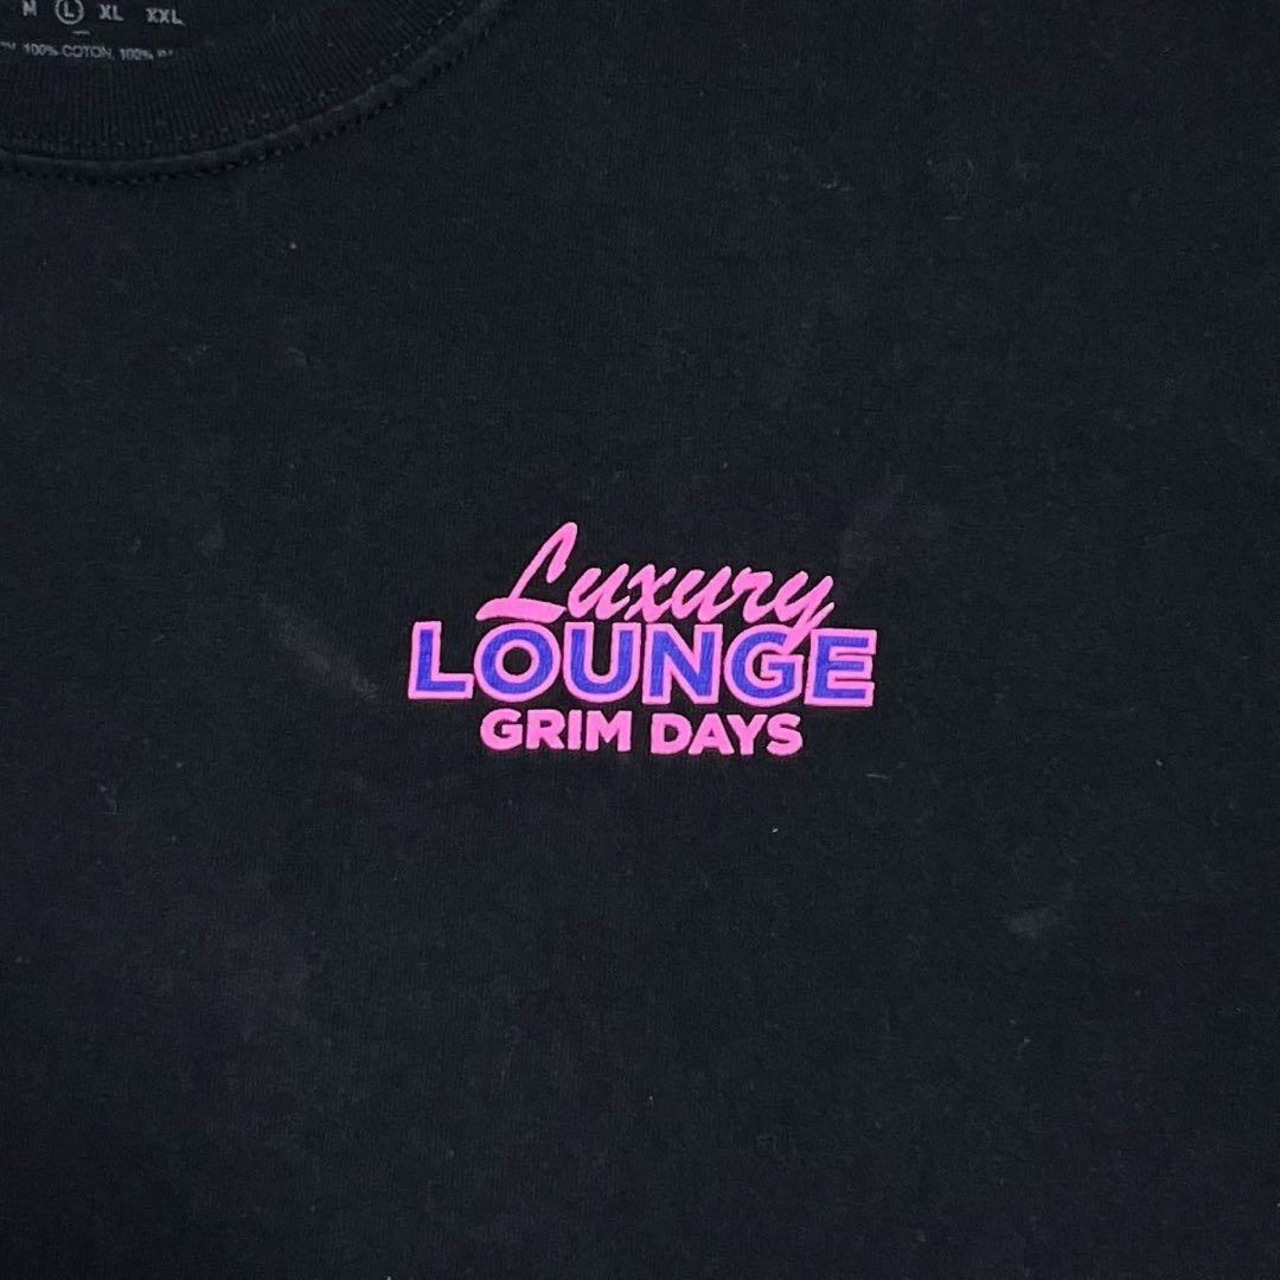 M L XL XXL
100% COTON, 100%
Luxury
LOUNGE
GRIM DAYS